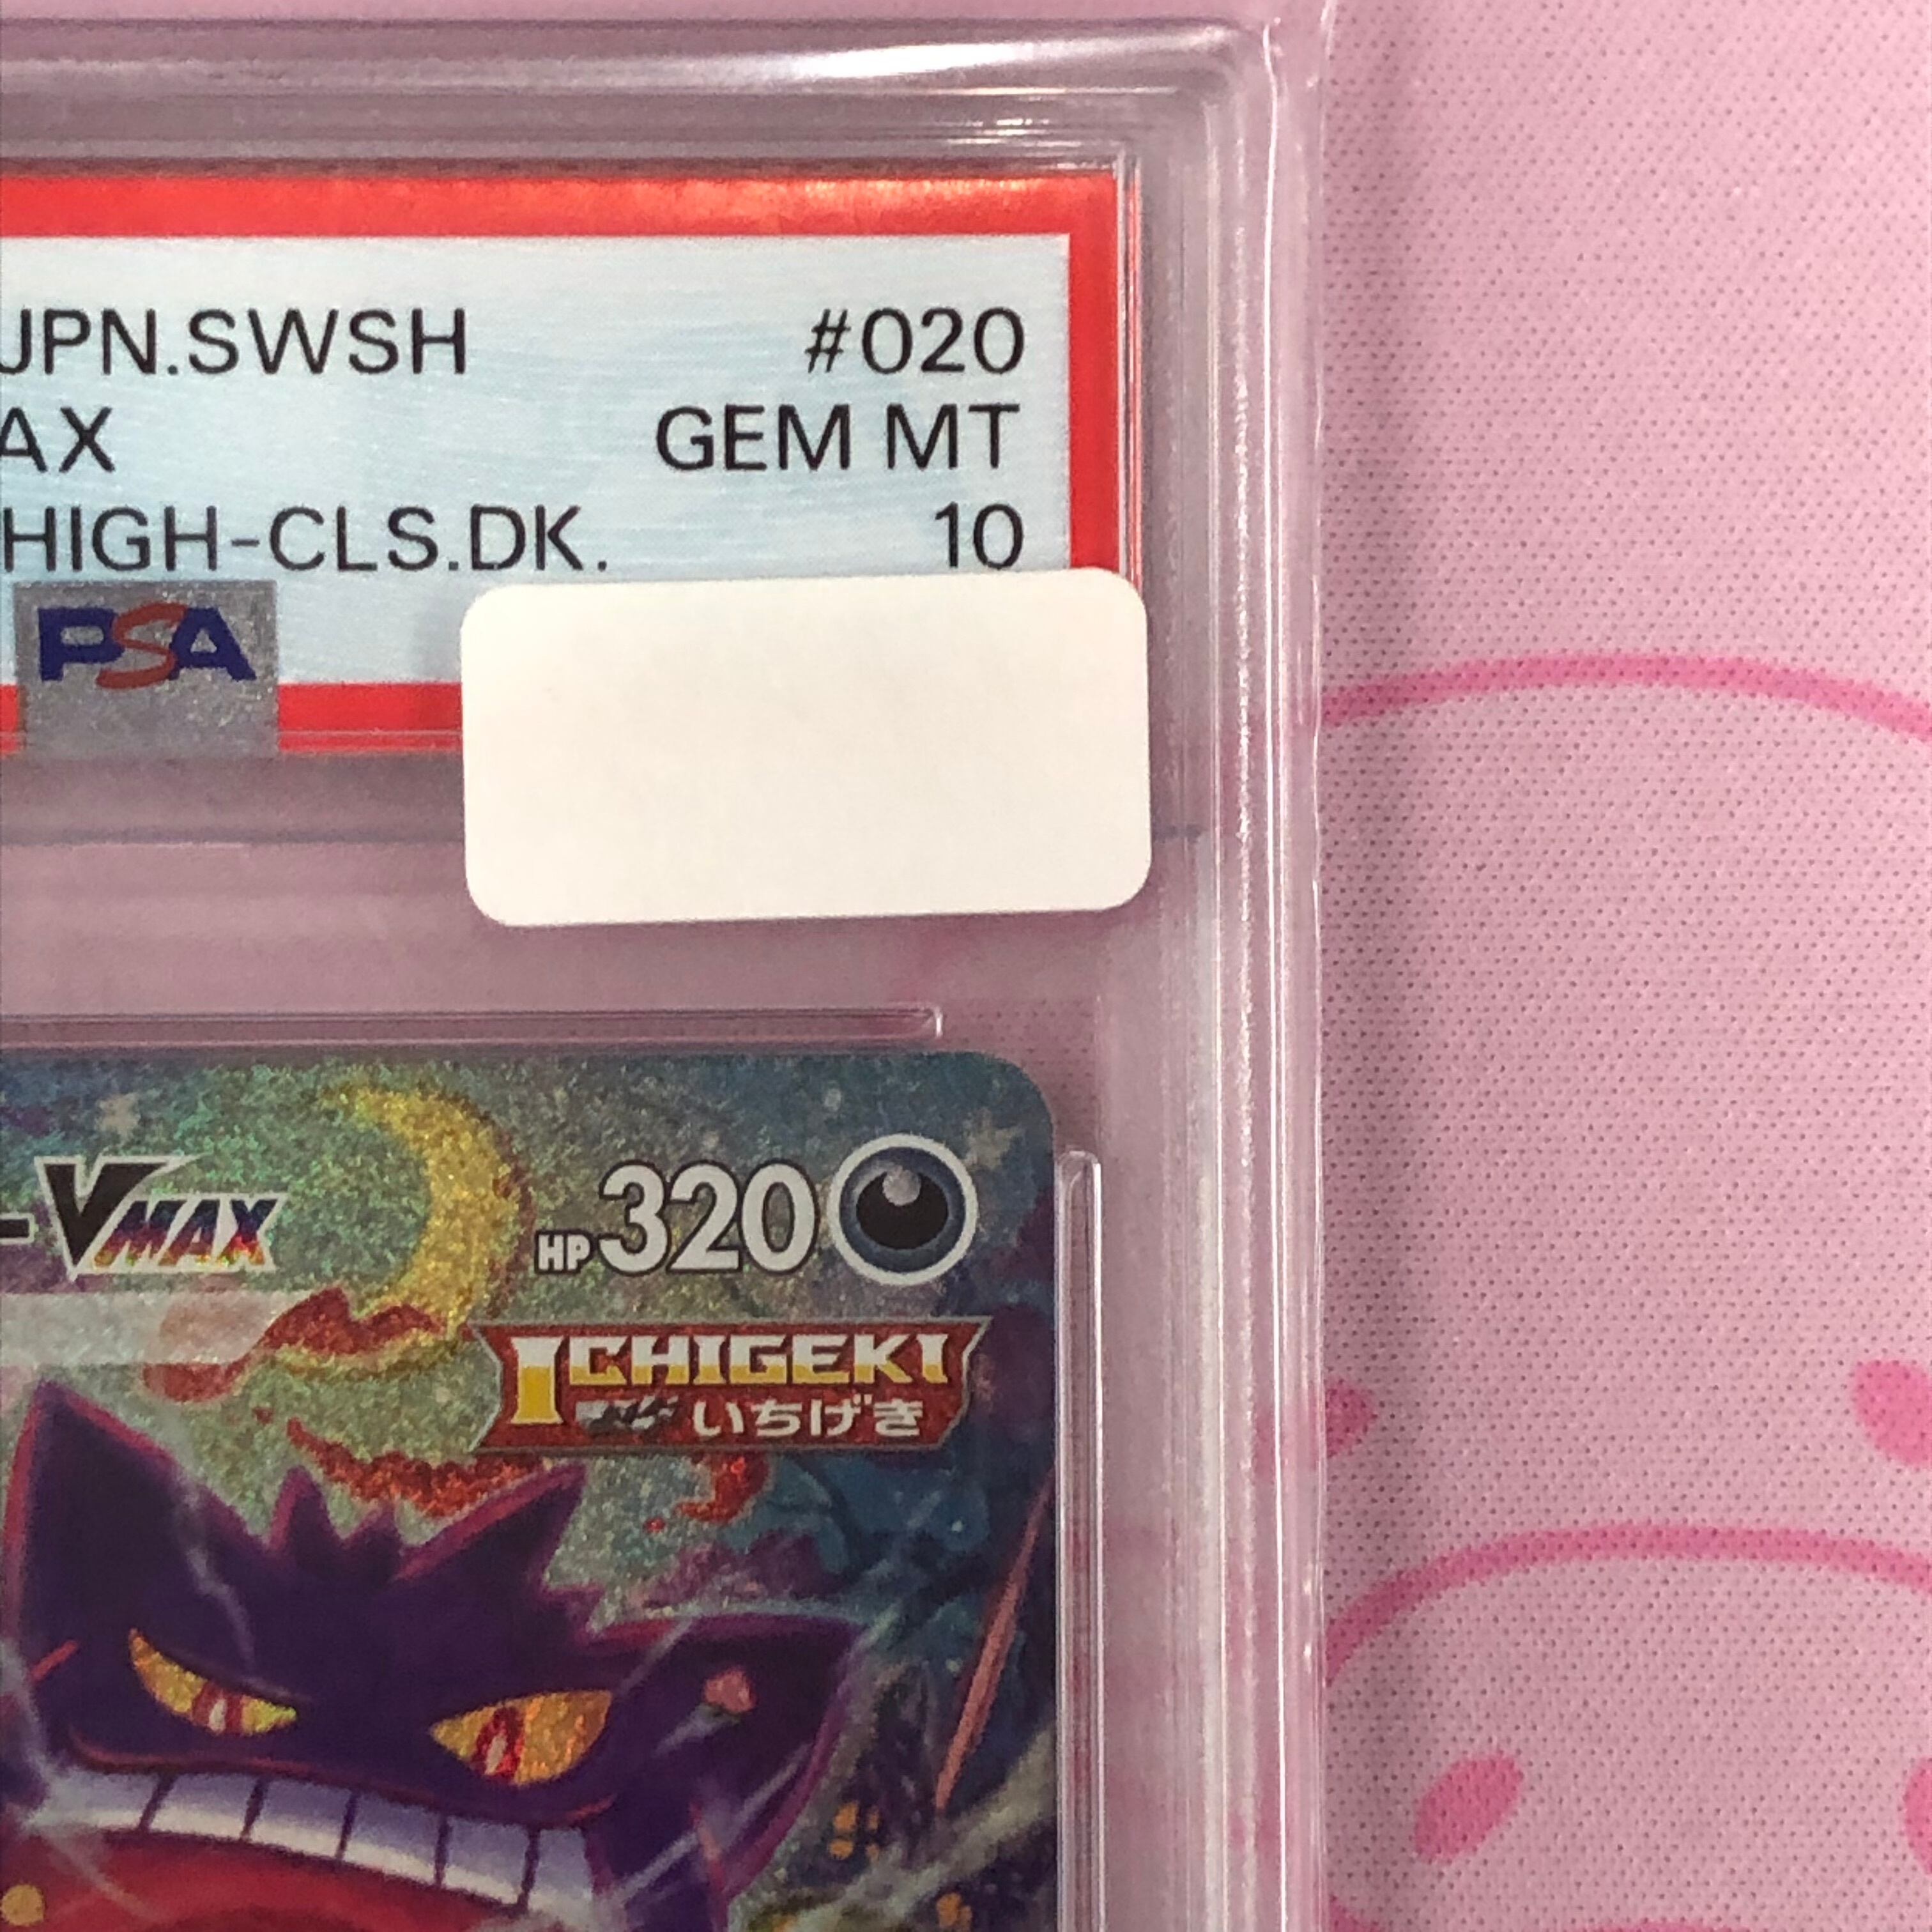 JPN.SWSH #020
AX GEM MT
HIGH-CLS.DK. 10
PSA
VMAX HP320
ICHIGEKI
いちげき